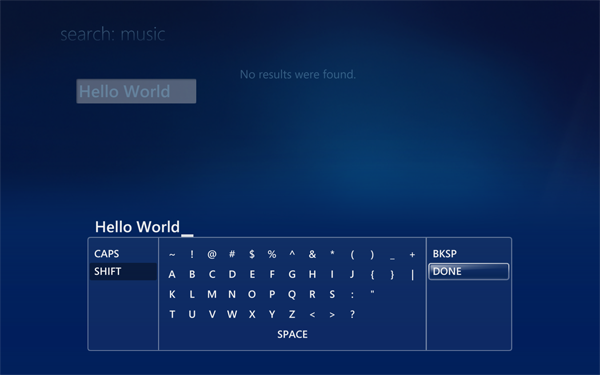 search: music
No results were found.
Hello World
Hello World_
CAPS
SHIFT
~ ! @ # $ % ^ & * ( ) _ +
A B C D E F G H I J { } |
K L M N O P Q R S : "
T U V W X Y Z < > ?
SPACE
BKSP
DONE